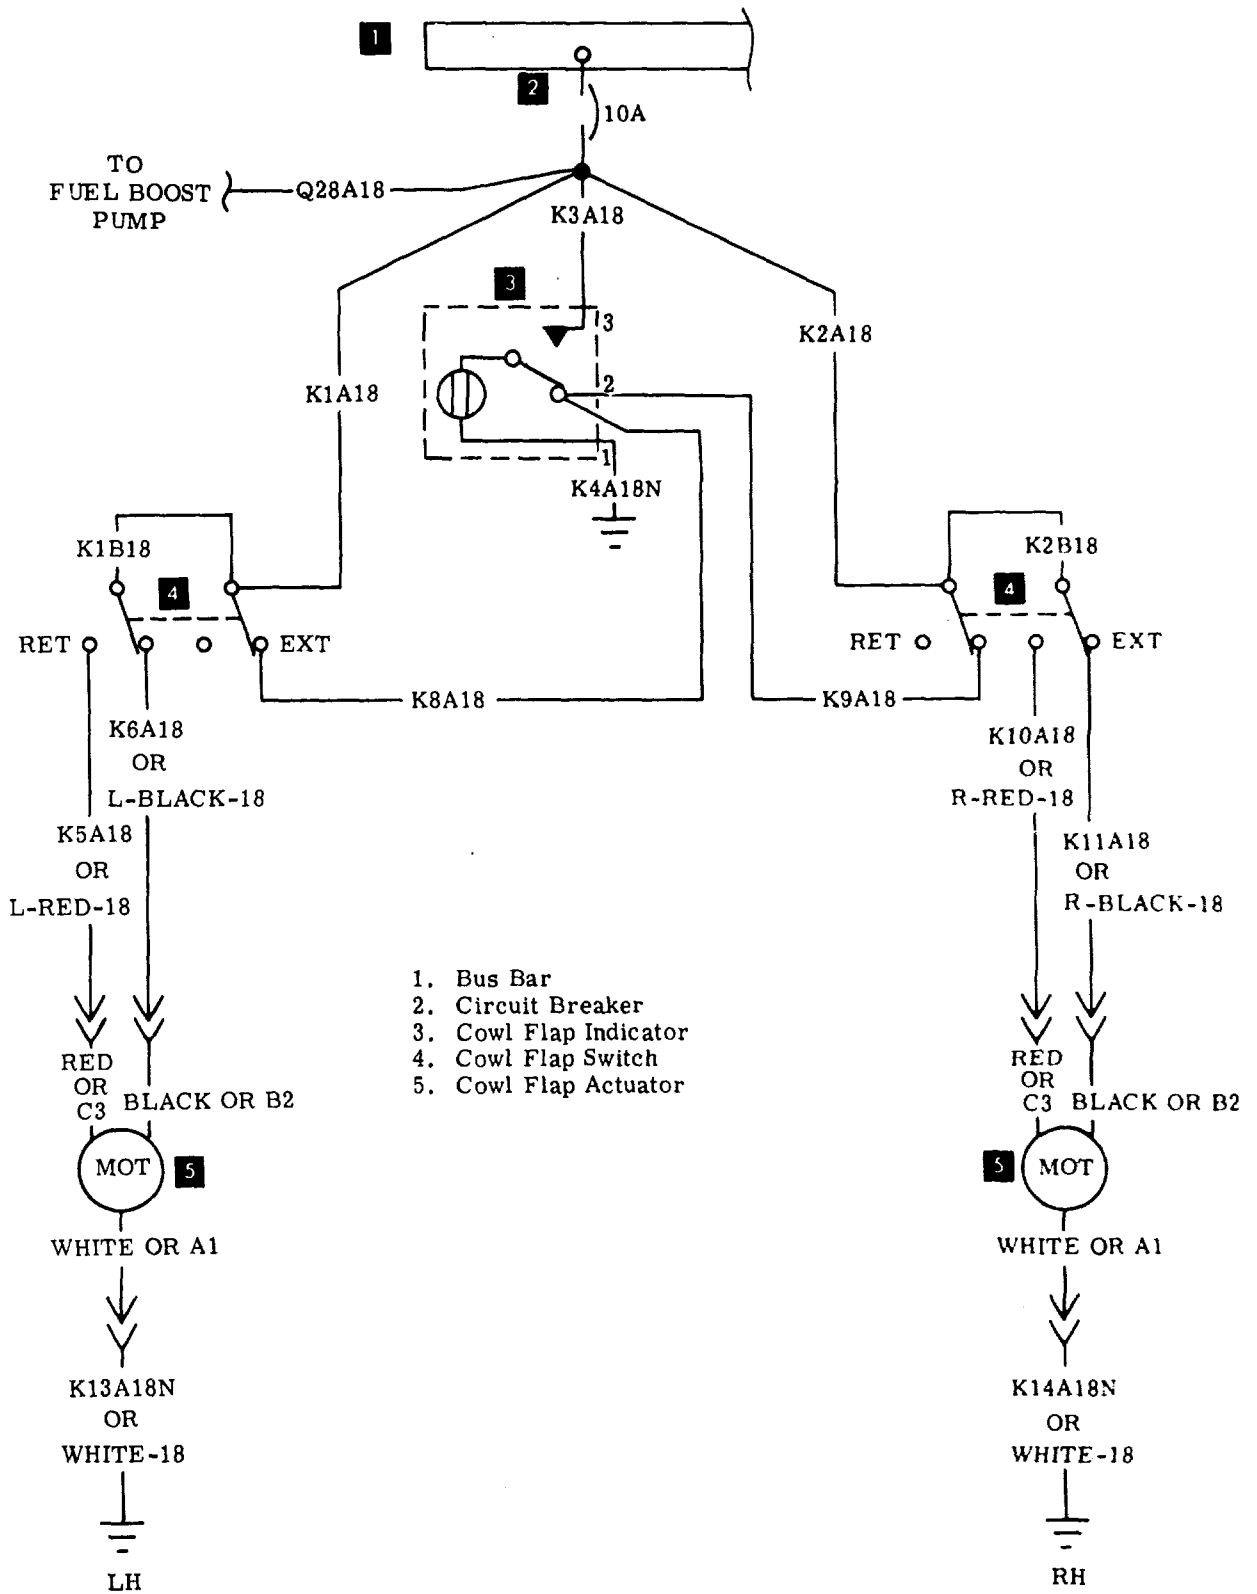 1
2
10A
TO
FUEL BOOST
PUMP
Q28A18
K3A18
3
3
K2A18
K1A18
2
1
K4A18N
K1B18
K2B18
4
4
RET
EXT
RET
EXT
K8A18
K9A18
K6A18
OR
L-BLACK-18
K10A18
OR
R-RED-18
K5A18
OR
L-RED-18
K11A18
OR
R-BLACK-18
1. Bus Bar
2. Circuit Breaker
3. Cowl Flap Indicator
4. Cowl Flap Switch
5. Cowl Flap Actuator
RED
OR
C3
BLACK OR B2
RED
OR
C3
BLACK OR B2
MOT
5
5
MOT
WHITE OR A1
WHITE OR A1
K13A18N
OR
WHITE-18
K14A18N
OR
WHITE-18
LH
RH